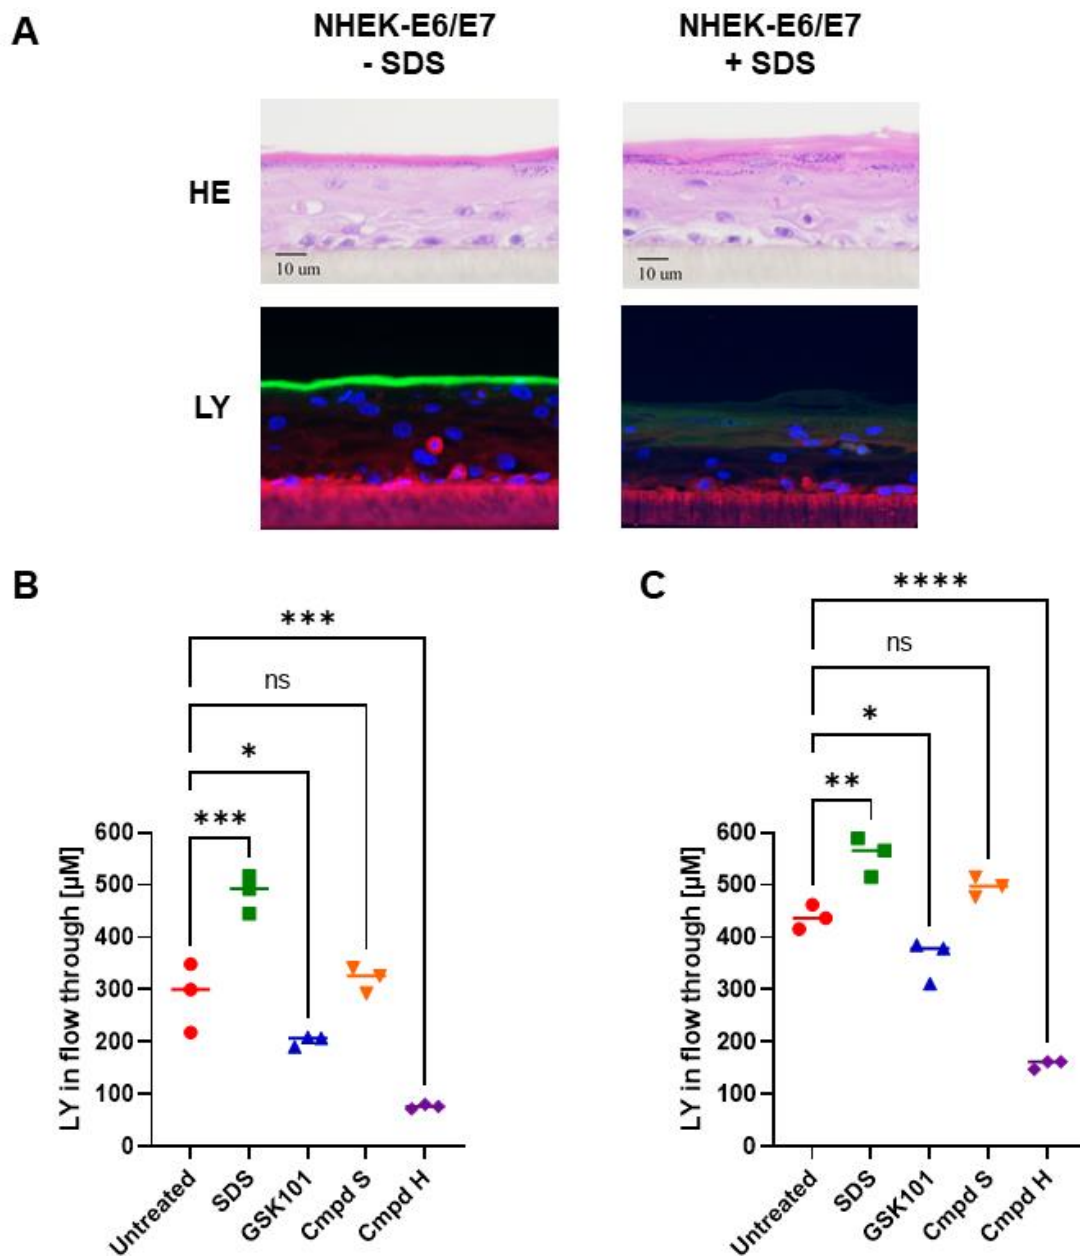 A
NHEK-E6/E7
- SDS
NHEK-E6/E7
+ SDS
HE
10 um
10 um
LY
B
***
ns
*
***
600
500
400
300
200
100
0
LY in flow through [µM]
Untreated
SDS
GSK101
Cmpd S
Cmpd H
C
****
ns
*
**
600
500
400
300
200
100
0
LY in flow through [µM]
Untreated
SDS
GSK101
Cmpd S
Cmpd H